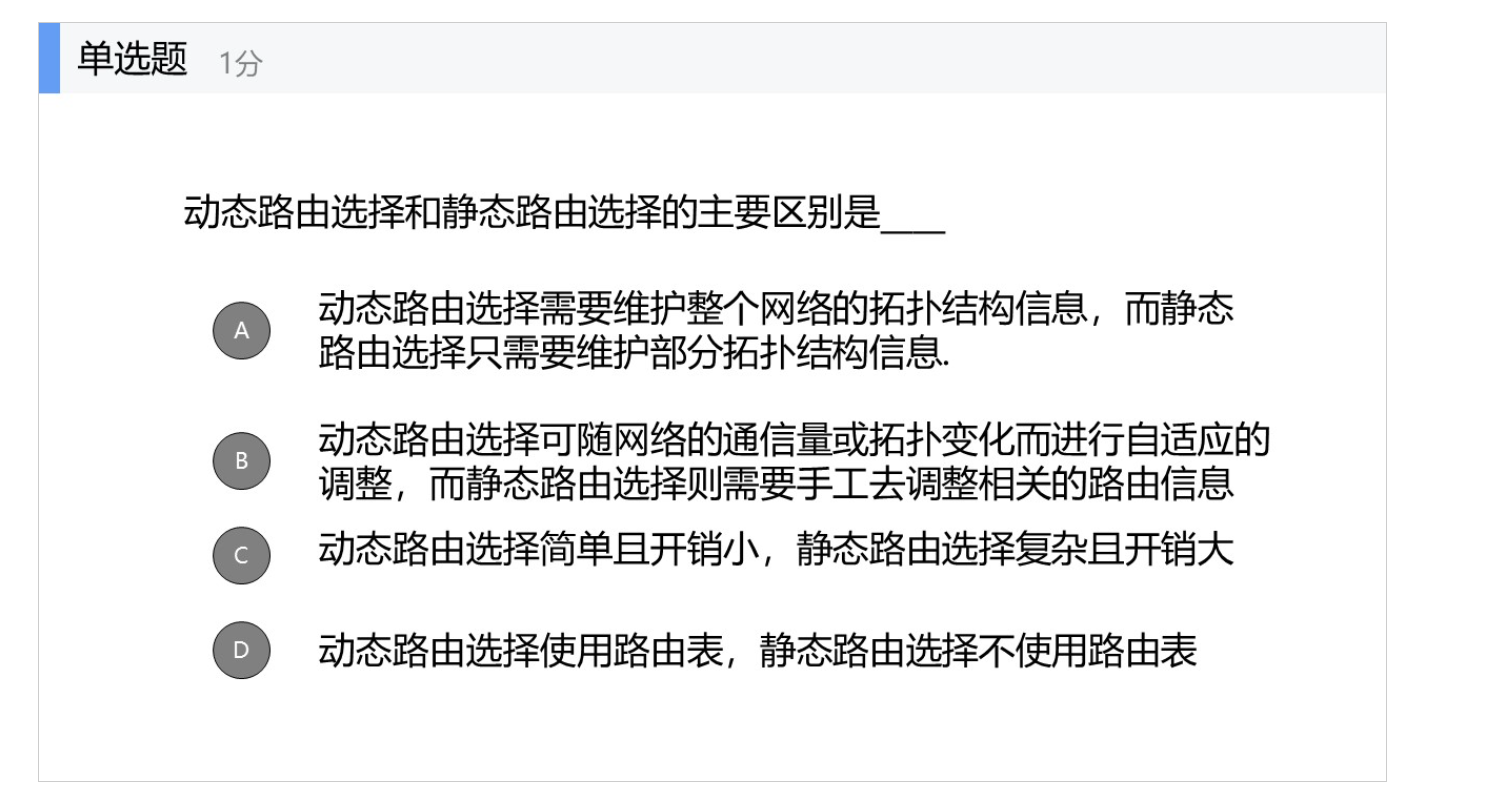 单选题 1分
动态路由选择和静态路由选择的主要区别是____
A 动态路由选择需要维护整个网络的拓扑结构信息，而静态
路由选择只需要维护部分拓扑结构信息.
B 动态路由选择可随网络的通信量或拓扑变化而进行自适应的
调整，而静态路由选择则需要手工去调整相关的路由信息
C 动态路由选择简单且开销小，静态路由选择复杂且开销大
D 动态路由选择使用路由表，静态路由选择不使用路由表